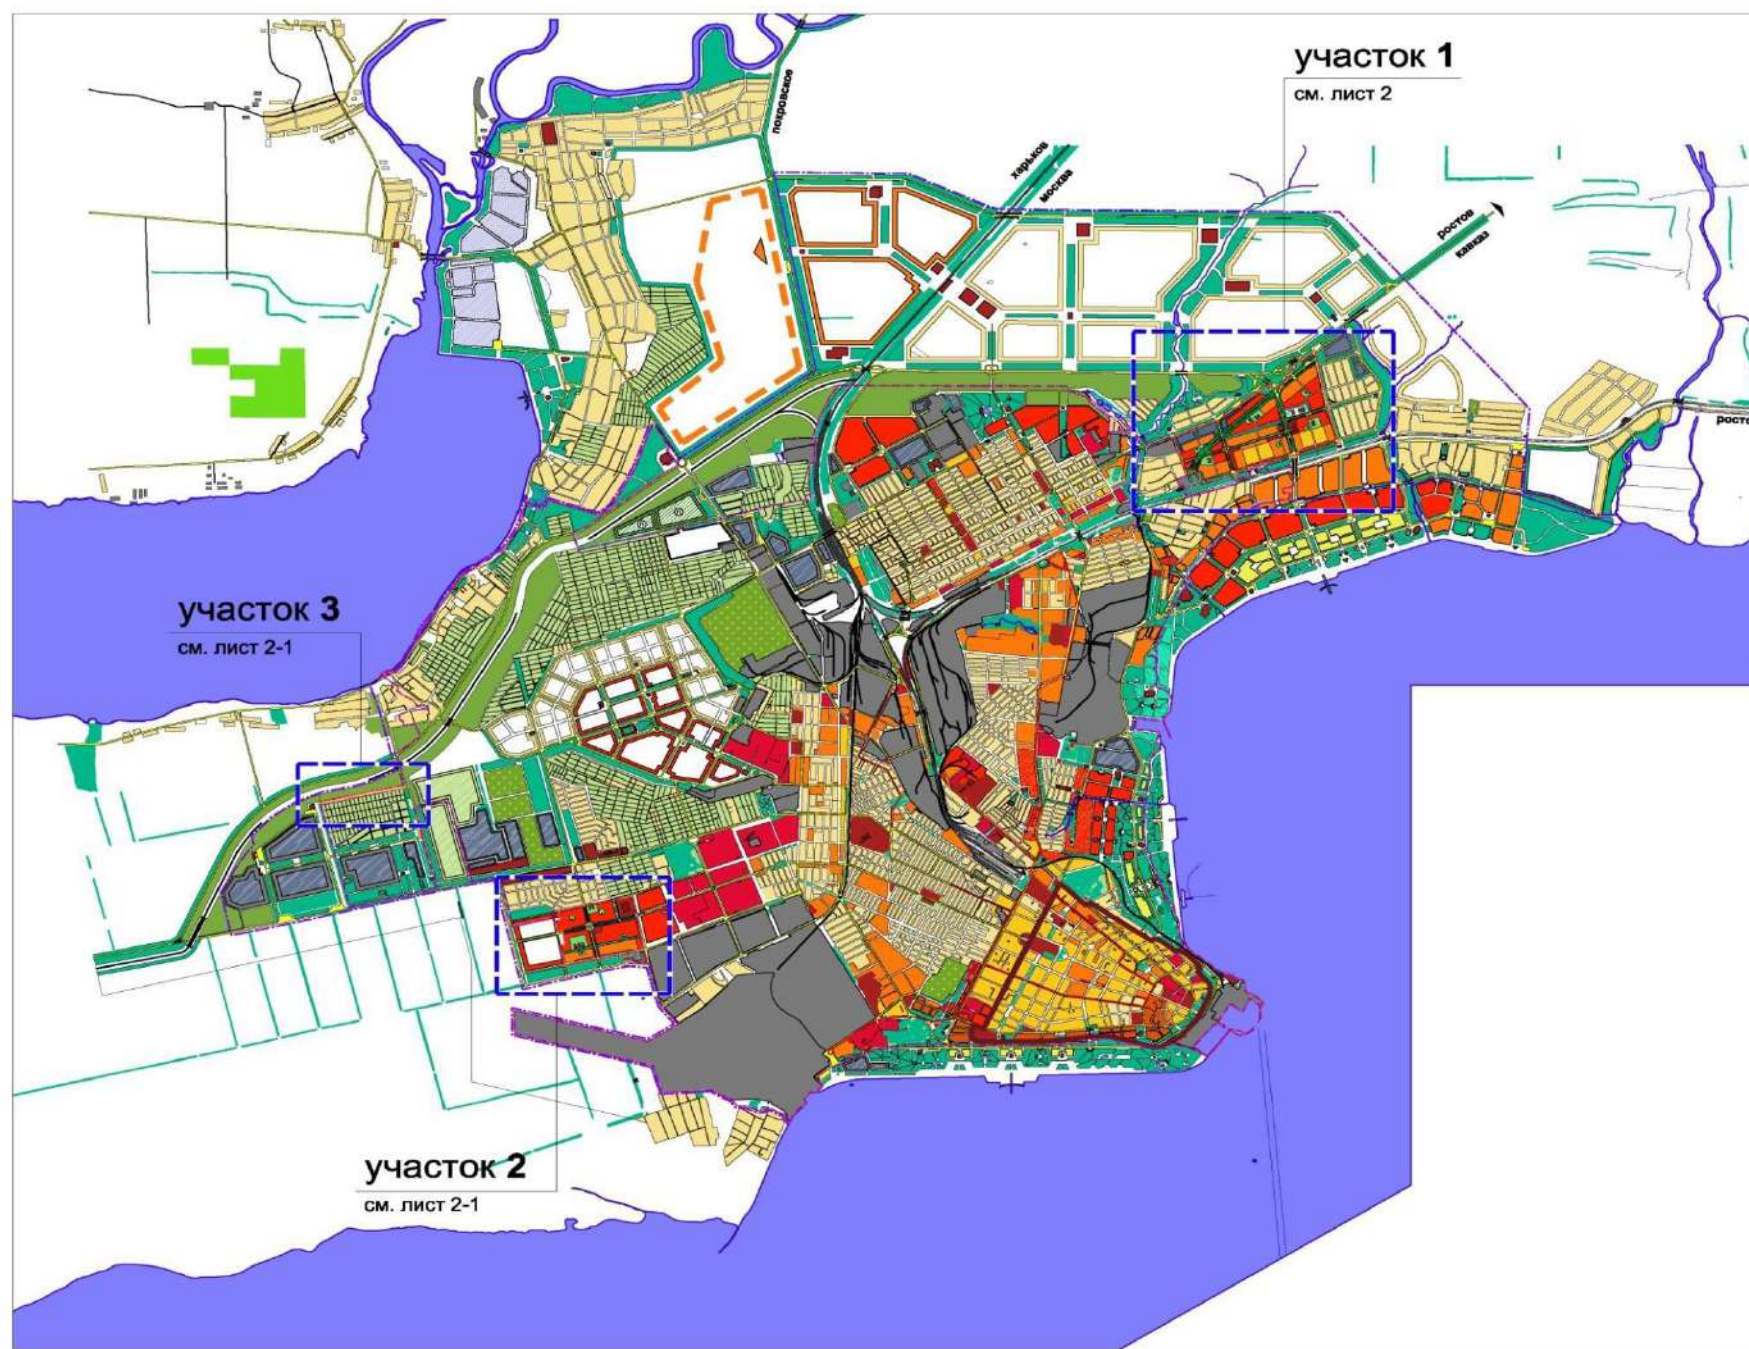 участок 1
см. лист 2
покровское
харьков
москва
ростов
кавказ
росто
участок 3
см. лист 2-1
участок 2
см. лист 2-1